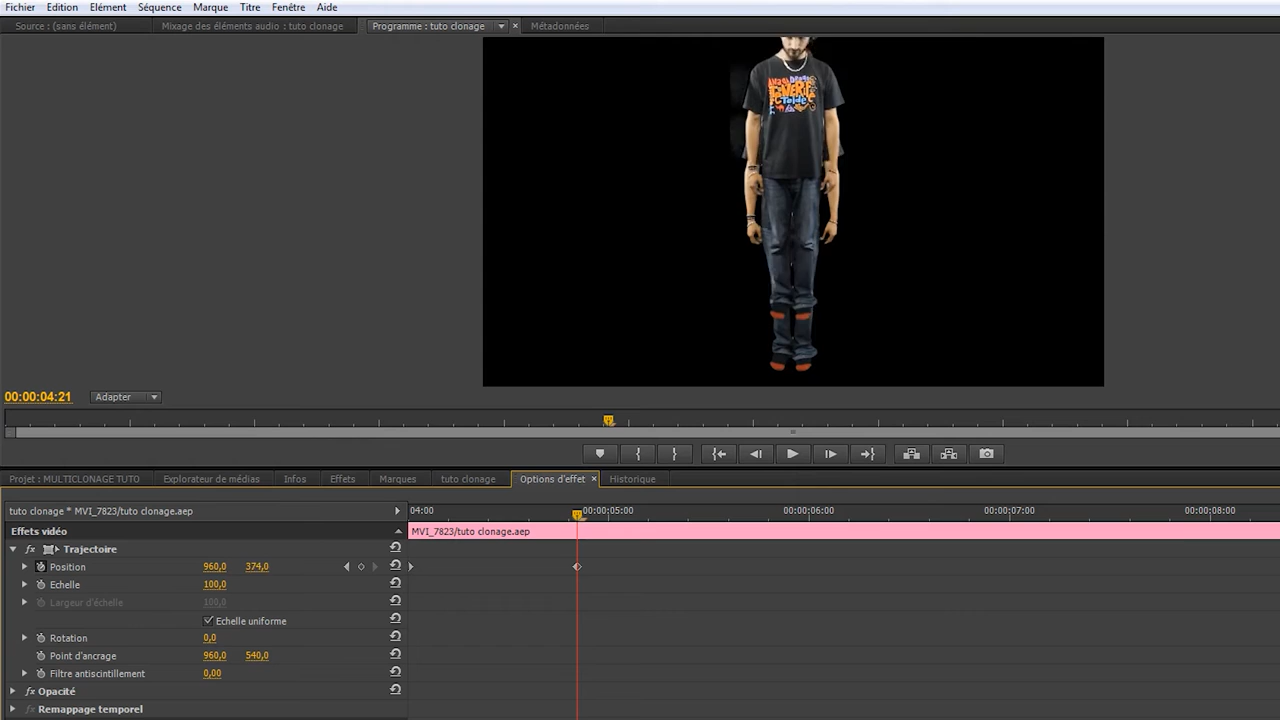 Fichier Edition Elément Séquence Marque Titre Fenêtre Aide
Source : (sans élément) Mixage des éléments audio : tuto clonage Programme : tuto clonage Métadonnées
TENERIFE
Telde
00:00:04:21 Adapter
Projet : MULTICLONAGE TUTO Explorateur de médias Infos Effets Marques tuto clonage Options d'effet Historique
tuto clonage * MVI_7823/tuto clonage.aep 04:00 00:00:05:00 00:00:06:00 00:00:07:00 00:00:08:00
Effets vidéo MVI_7823/tuto clonage.aep
fx Trajectoire
Position 960,0 374,0
Echelle 100,0
Largeur d'échelle 100,0
Echelle uniforme
Rotation 0,0
Point d'ancrage 960,0 540,0
Filtre antiscintillement 0,00
fx Opacité
fx Remappage temporel